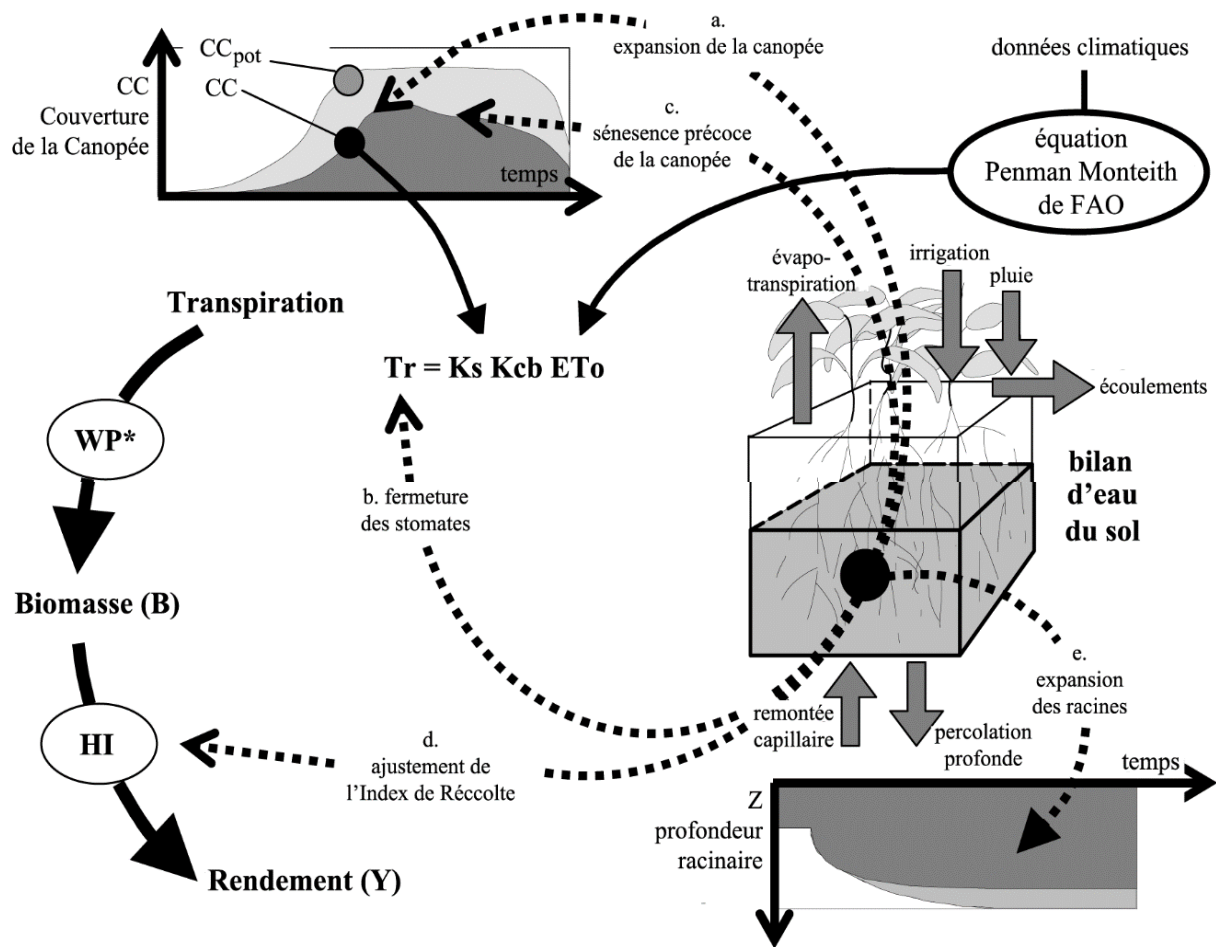 a.
expansion de la canopée
données climatiques
CCpot
CC
CC
Couverture
de la Canopée
temps
c.
sénesence précoce
de la canopée
équation
Penman Monteith
de FAO
évapo-
transpiration
irrigation
pluie
écoulements
Transpiration
Tr = Ks Kcb ETo
WP*
b. fermeture
des stomates
bilan
d'eau
du sol
Biomasse (B)
HI
d.
ajustement de
l'Index de Réccolte
remontée
capillaire
percolation
profonde
e.
expansion
des racines
temps
Z
profondeur
racinaire
Rendement (Y)